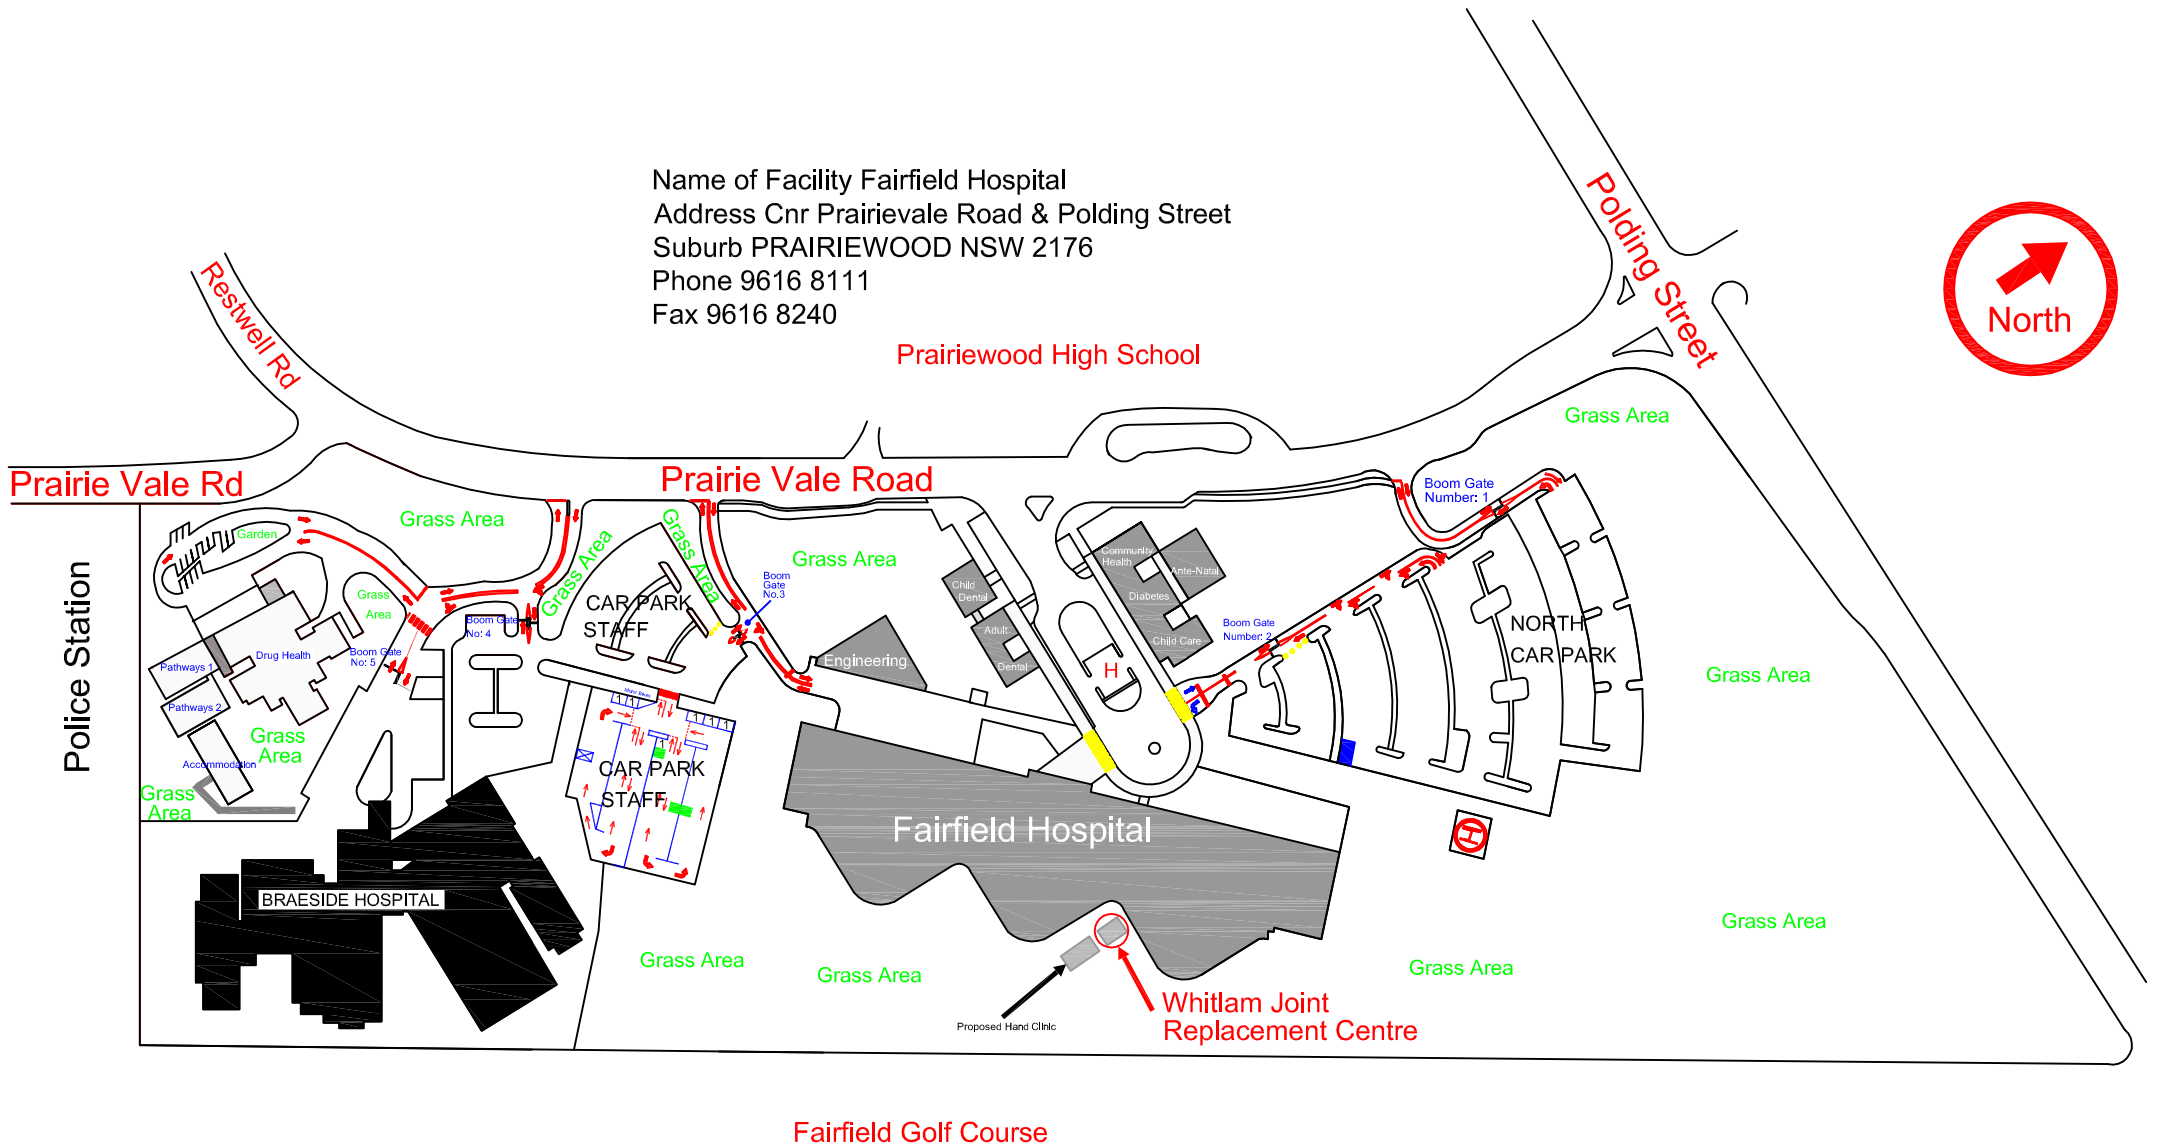 Name of Facility Fairfield Hospital
Address Cnr Prairievale Road & Polding Street
Suburb PRAIRIEWOOD NSW 2176
Phone 9616 8111
Fax 9616 8240
Polding Street
North
Restwell Rd
Prairiewood High School
Grass Area
Prairie Vale Rd
Prairie Vale Road
Boom Gate
Number: 1
Grass Area
Garden
Grass Area
Grass Area
Grass Area
Community
Health
Ante-Natal
Police Station
Boom
Gate
No.3
Child
Dental
Diabetes
Grass
Area
CAR PARK
STAFF
Boom Gate
No: 4
Adult
Dental
Child Care
Boom Gate
Number: 2
NORTH
CAR PARK
Drug Health
Boom Gate
No: 5
Pathways 1
Engineering
H
Grass Area
Pathways 2
Grass
Area
Accommodation
CAR PARK
STAFF
Grass
Area
Fairfield Hospital
H
BRAESIDE HOSPITAL
Grass Area
Grass Area
Grass Area
Grass Area
Whitlam Joint
Replacement Centre
Proposed Hand Clinic
Fairfield Golf Course